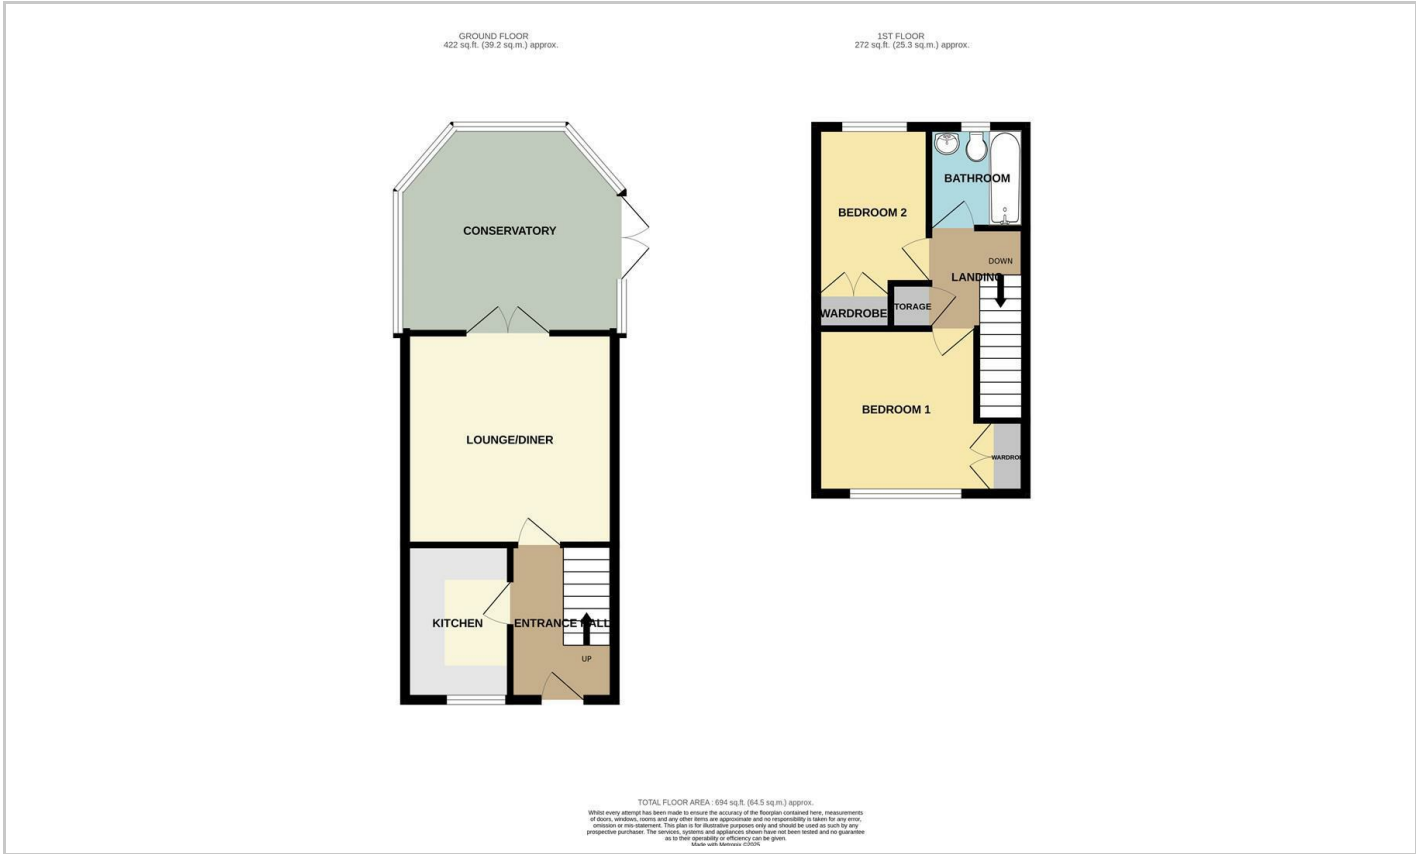 GROUND FLOOR
422 sq.ft. (39.2 sq.m.) approx.
1ST FLOOR
272 sq.ft. (25.3 sq.m.) approx.
CONSERVATORY
LOUNGE/DINER
KITCHEN
ENTRANCE HALL
UP
BATHROOM
BEDROOM 2
DOWN
LANDING
TORAGE
WARDROBE
BEDROOM 1
WARDROB
TOTAL FLOOR AREA : 694 sq.ft. (64.5 sq.m.) approx.
Whilst every attempt has been made to ensure the accuracy of the floorplan contained here, measurements
of doors, windows, rooms and any other items are approximate and no responsibility is taken for any error,
omission or mis-statement. This plan is for illustrative purposes only and should be used as such by any
prospective purchaser. The services, systems and appliances shown have not been tested and no guarantee
as to their operability or efficiency can be given.
Made with Metropix ©2025